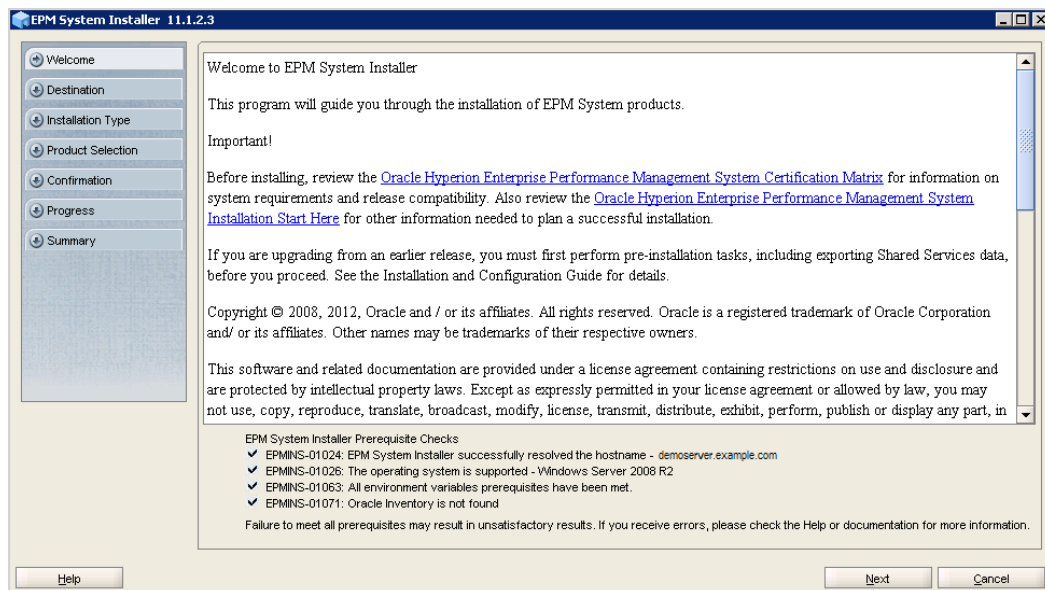 EPM System Installer 11.1.2.3
Welcome
Destination
Installation Type
Product Selection
Confirmation
Progress
Summary
Welcome to EPM System Installer
This program will guide you through the installation of EPM System products.
Important!
Before installing, review the Oracle Hyperion Enterprise Performance Management System Certification Matrix for information on
system requirements and release compatibility. Also review the Oracle Hyperion Enterprise Performance Management System
Installation Start Here for other information needed to plan a successful installation.
If you are upgrading from an earlier release, you must first perform pre-installation tasks, including exporting Shared Services data,
before you proceed. See the Installation and Configuration Guide for details.
Copyright © 2008, 2012, Oracle and / or its affiliates. All rights reserved. Oracle is a registered trademark of Oracle Corporation
and/ or its affiliates. Other names may be trademarks of their respective owners.
This software and related documentation are provided under a license agreement containing restrictions on use and disclosure and
are protected by intellectual property laws. Except as expressly permitted in your license agreement or allowed by law, you may
not use, copy, reproduce, translate, broadcast, modify, license, transmit, distribute, exhibit, perform, publish or display any part, in
EPM System Installer Prerequisite Checks
EPMINS-01024: EPM System Installer successfully resolved the hostname - demoserver.example.com
EPMINS-01026: The operating system is supported - Windows Server 2008 R2
EPMINS-01063: All environment variables prerequisites have been met.
EPMINS-01071: Oracle Inventory is not found
Failure to meet all prerequisites may result in unsatisfactory results. If you receive errors, please check the Help or documentation for more information.
Help
Next
Cancel